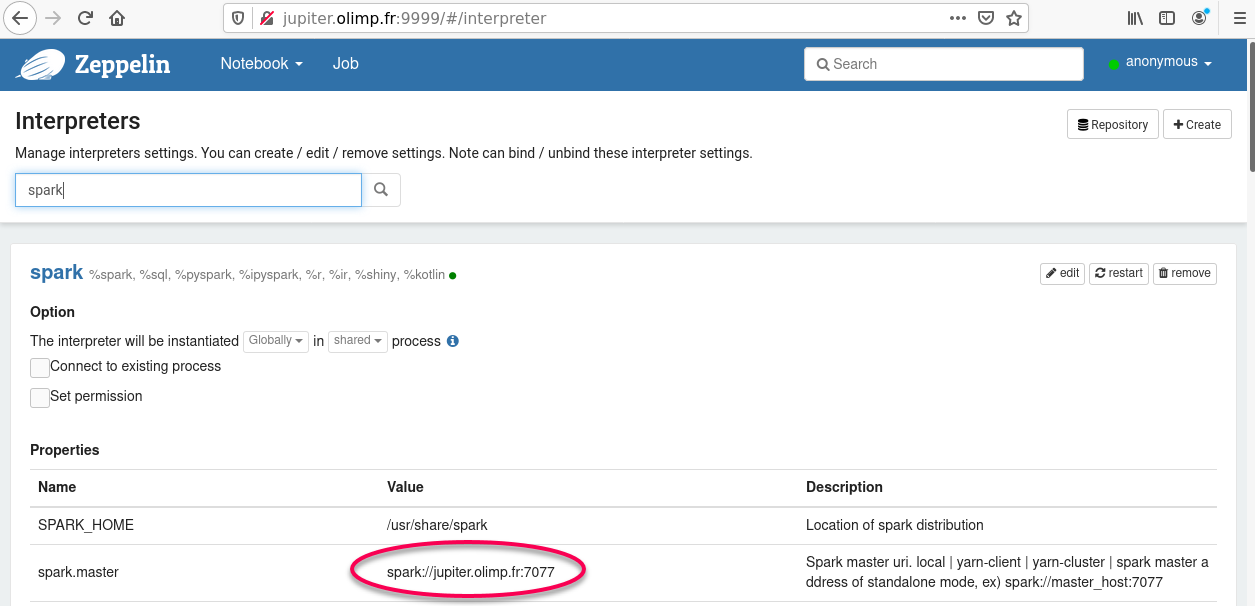 jupiter.olimp.fr:9999/#/interpreter
Zeppelin Notebook Job Search anonymous
Interpreters
Repository Create
Manage interpreters settings. You can create / edit / remove settings. Note can bind / unbind these interpreter settings.
spark
spark %spark, %sql, %pyspark, %ipyspark, %r, %ir, %shiny, %kotlin
edit restart remove
Option
The interpreter will be instantiated Globally in shared process
Connect to existing process
Set permission
Properties
Name Value Description
SPARK_HOME /usr/share/spark Location of spark distribution
spark.master spark://jupiter.olimp.fr:7077 Spark master uri. local | yarn-client | yarn-cluster | spark master a
ddress of standalone mode, ex) spark://master_host:7077